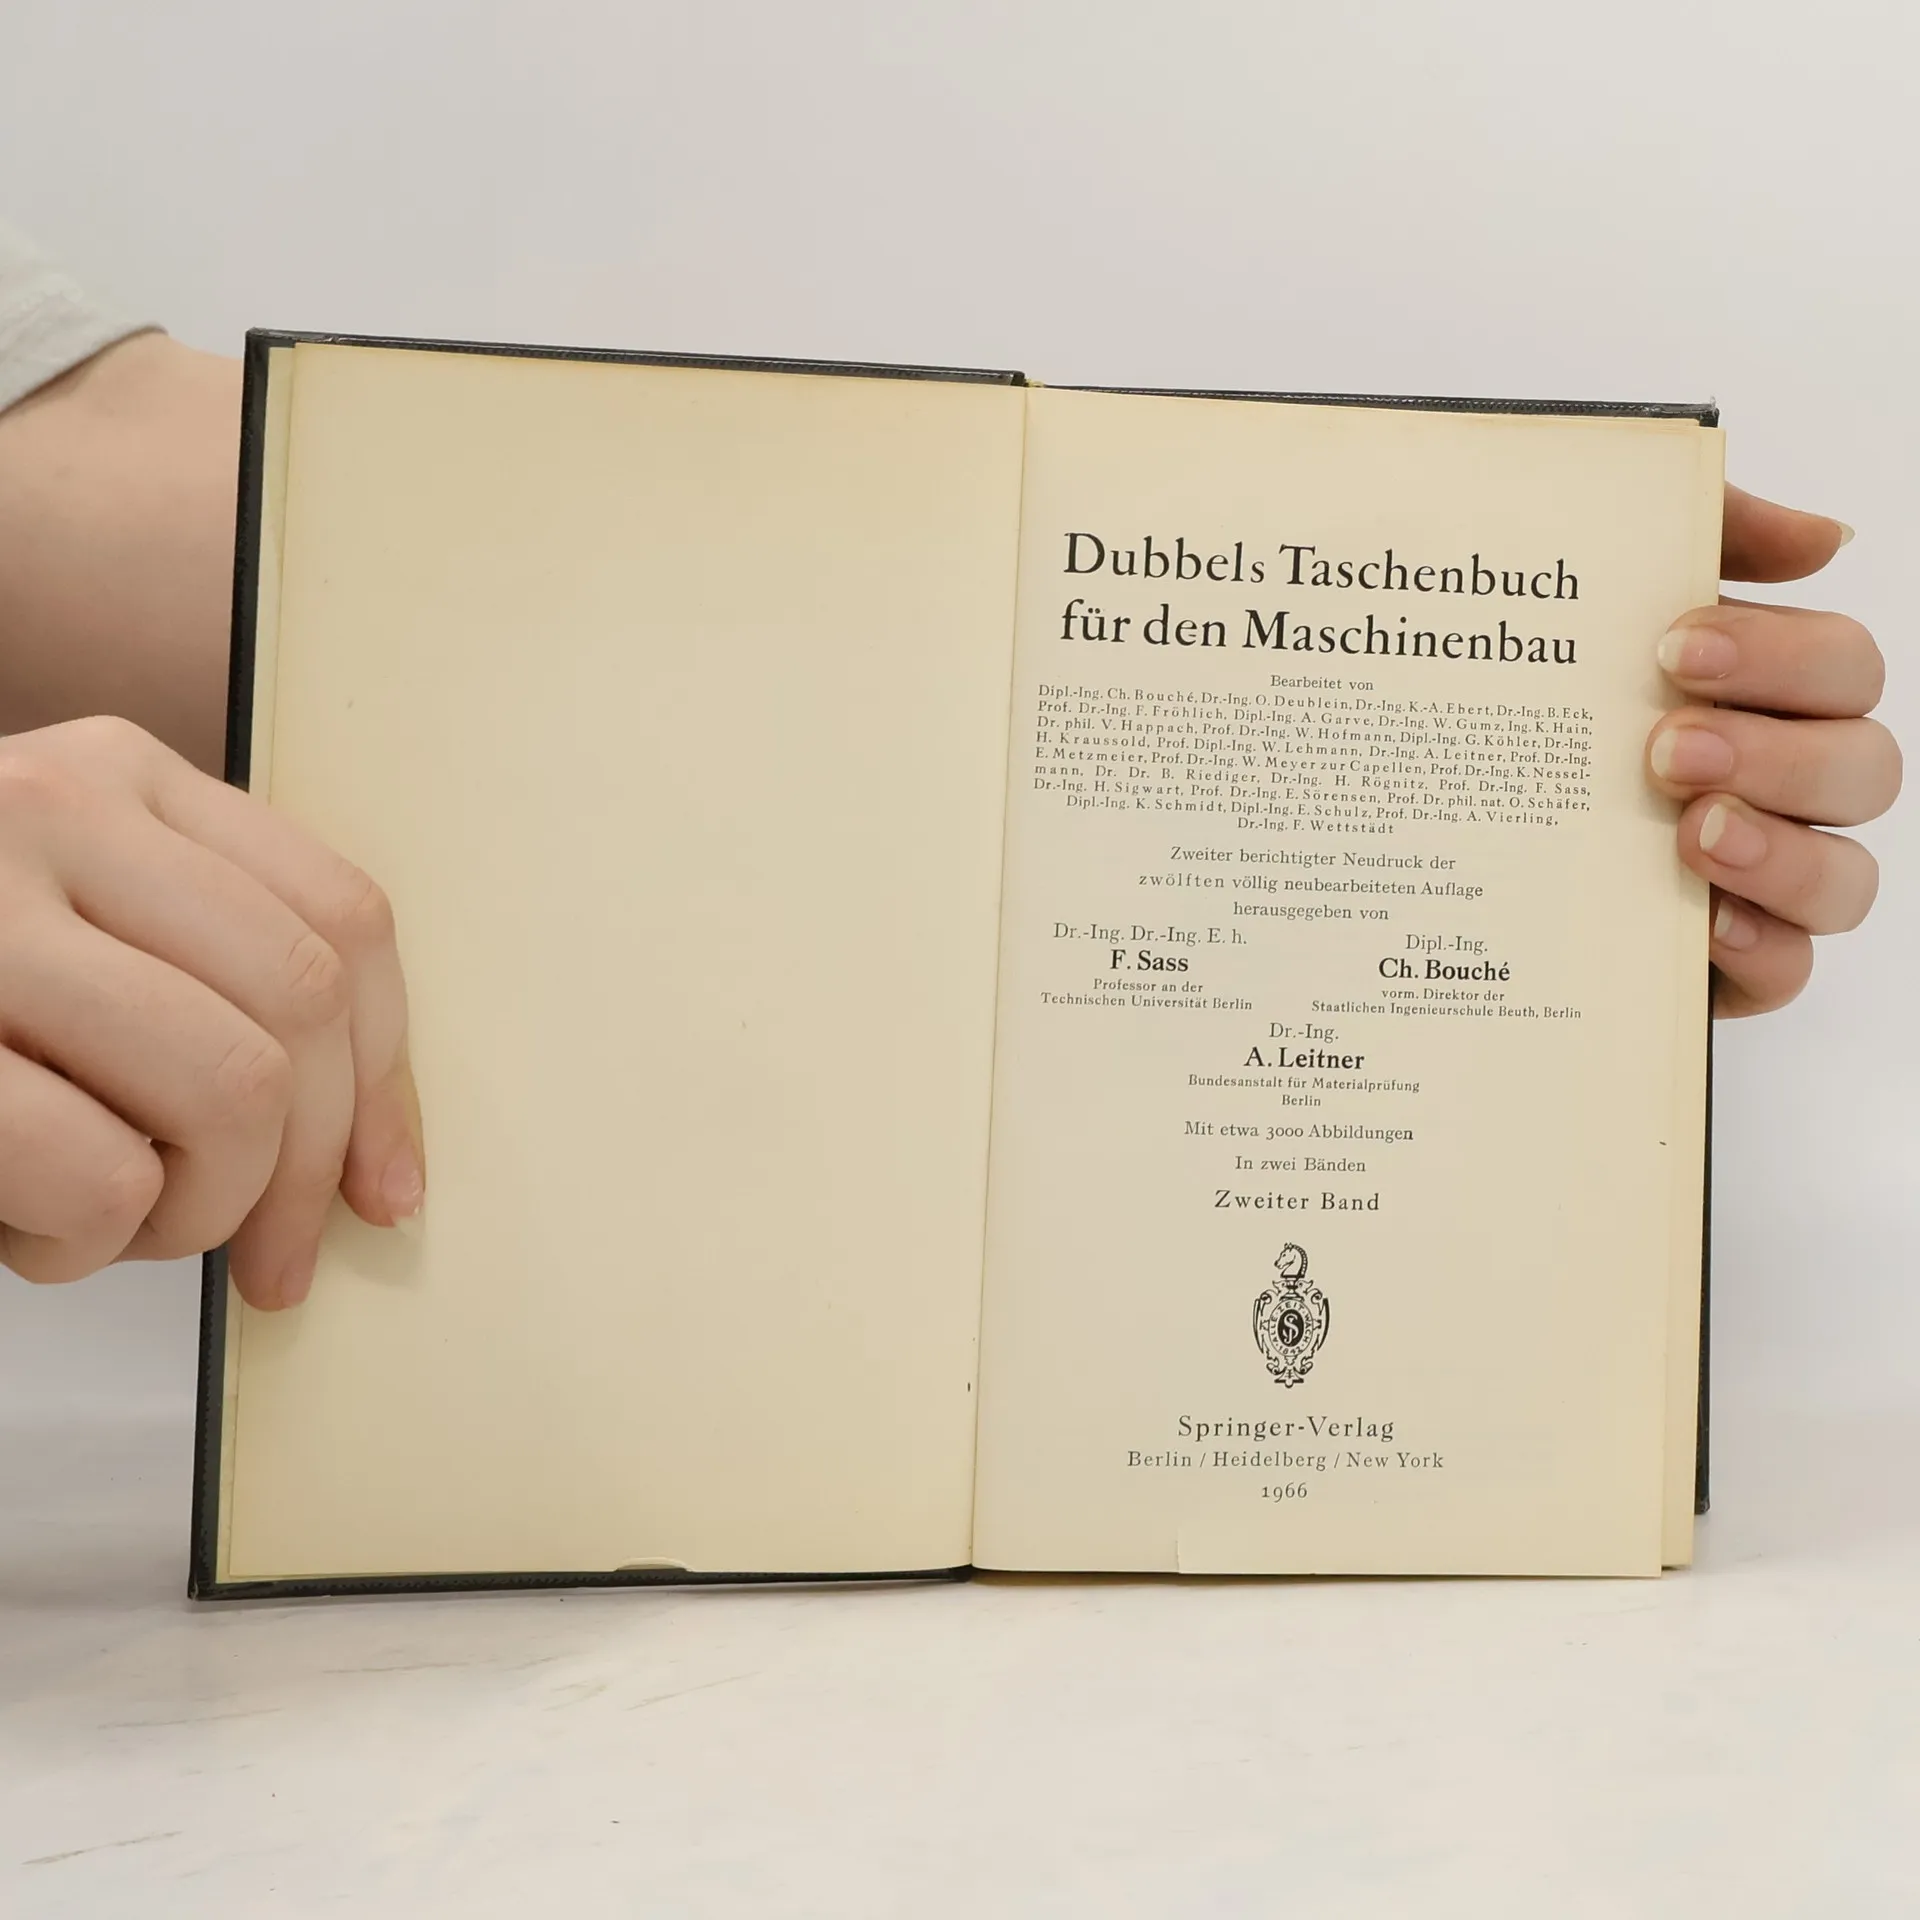 Dubbels Taschenbuch
für den Maschinenbau
Bearbeitet von
Dipl.-Ing. Ch. Bouché, Dr.-Ing. O. Deublein, Dr.-Ing. K.-A. Ebert, Dr.-Ing. B. Eck,
Prof. Dr.-Ing. F. Fröhlich, Dipl.-Ing. A. Garve, Dr.-Ing. W. Gumz, Ing. K. Hain,
Dr. phil. V. Happach, Prof. Dr.-Ing. W. Hofmann, Dipl.-Ing. G. Köhler, Dr.-Ing.
H. Kraussold, Prof. Dipl.-Ing. W. Lehmann, Dr.-Ing. A. Leitner, Prof. Dr.-Ing.
E. Metzmeier, Prof. Dr.-Ing. W. Meyer zur Capellen, Prof. Dr.-Ing. K. Nessel-
mann, Dr. Dr. B. Riediger, Dr.-Ing. H. Rögnitz, Prof. Dr.-Ing. F. Sass,
Dr.-Ing. H. Sigwart, Prof. Dr.-Ing. E. Sörensen, Prof. Dr. phil. nat. O. Schäfer,
Dipl.-Ing. K. Schmidt, Dipl.-Ing. E. Schulz, Prof. Dr.-Ing. A. Vierling,
Dr.-Ing. F. Wettstädt
Zweiter berichtigter Neudruck der
zwölften völlig neubearbeiteten Auflage
herausgegeben von
Dr.-Ing. Dr.-Ing. E. h.
F. Sass
Professor an der
Technischen Universität Berlin
Dipl.-Ing.
Ch. Bouché
vorm. Direktor der
Staatlichen Ingenieurschule Beuth, Berlin
Dr.-Ing.
A. Leitner
Bundesanstalt für Materialprüfung
Berlin
Mit etwa 3000 Abbildungen
In zwei Bänden
Zweiter Band
ALLE · ZEIT · WACH
1842
Springer-Verlag
Berlin / Heidelberg / New York
1966